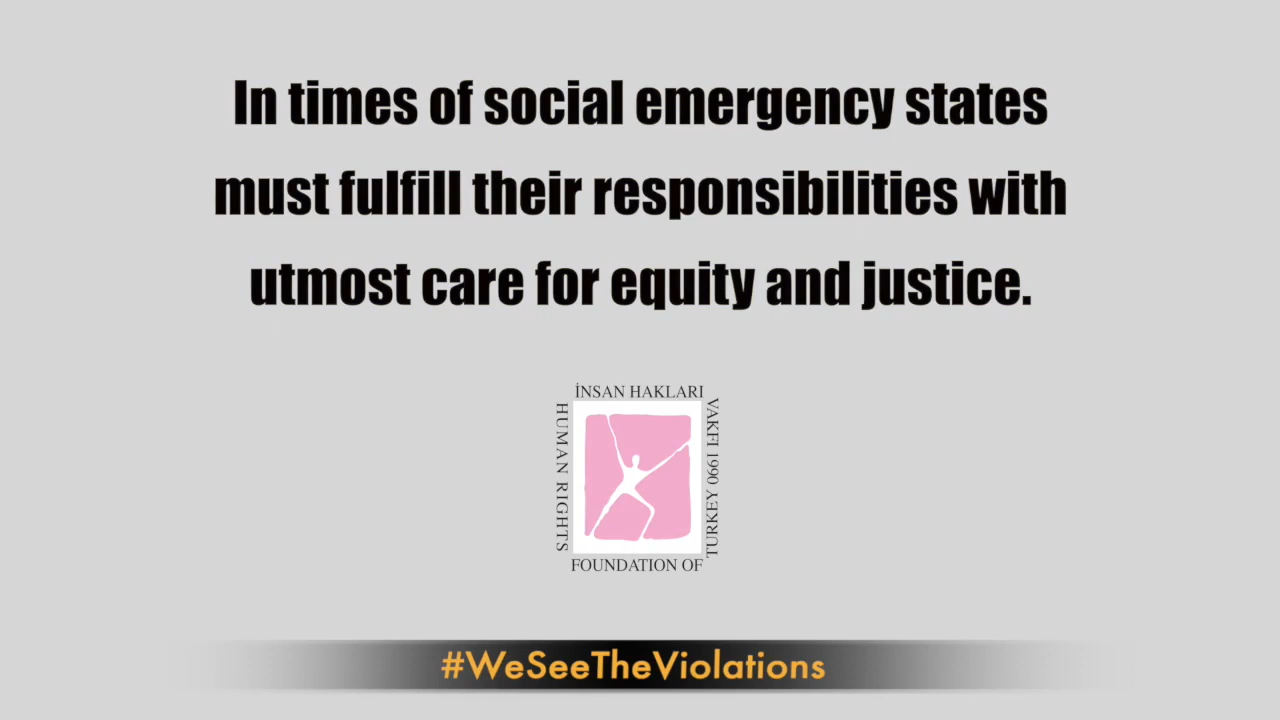 In times of social emergency states
must fulfill their responsibilities with
utmost care for equity and justice.
İNSAN HAKLARI
VAKFI 1990 TURKEY
HUMAN RIGHTS
FOUNDATION OF
#WeSeeTheViolations